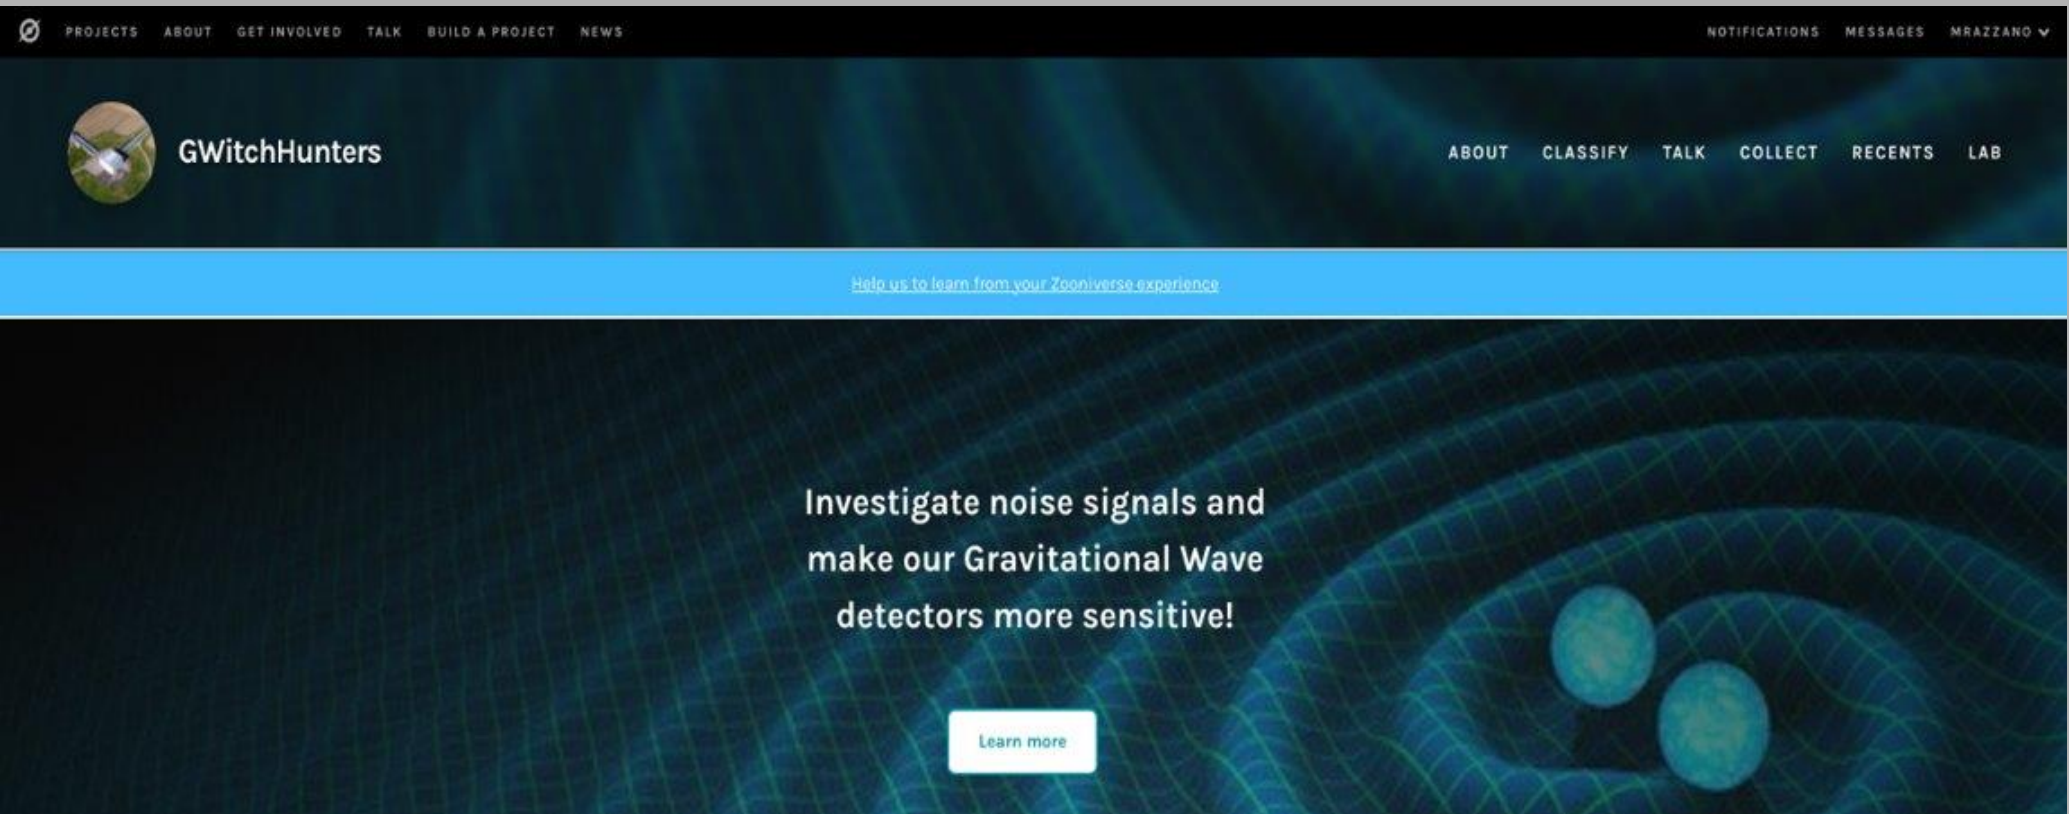 PROJECTS ABOUT GET INVOLVED TALK BUILD A PROJECT NEWS NOTIFICATIONS MESSAGES MRAZZANO
GWitchHunters ABOUT CLASSIFY TALK COLLECT RECENTS LAB
Help us to learn from your Zooniverse experience
Investigate noise signals and
make our Gravitational Wave
detectors more sensitive!
Learn more